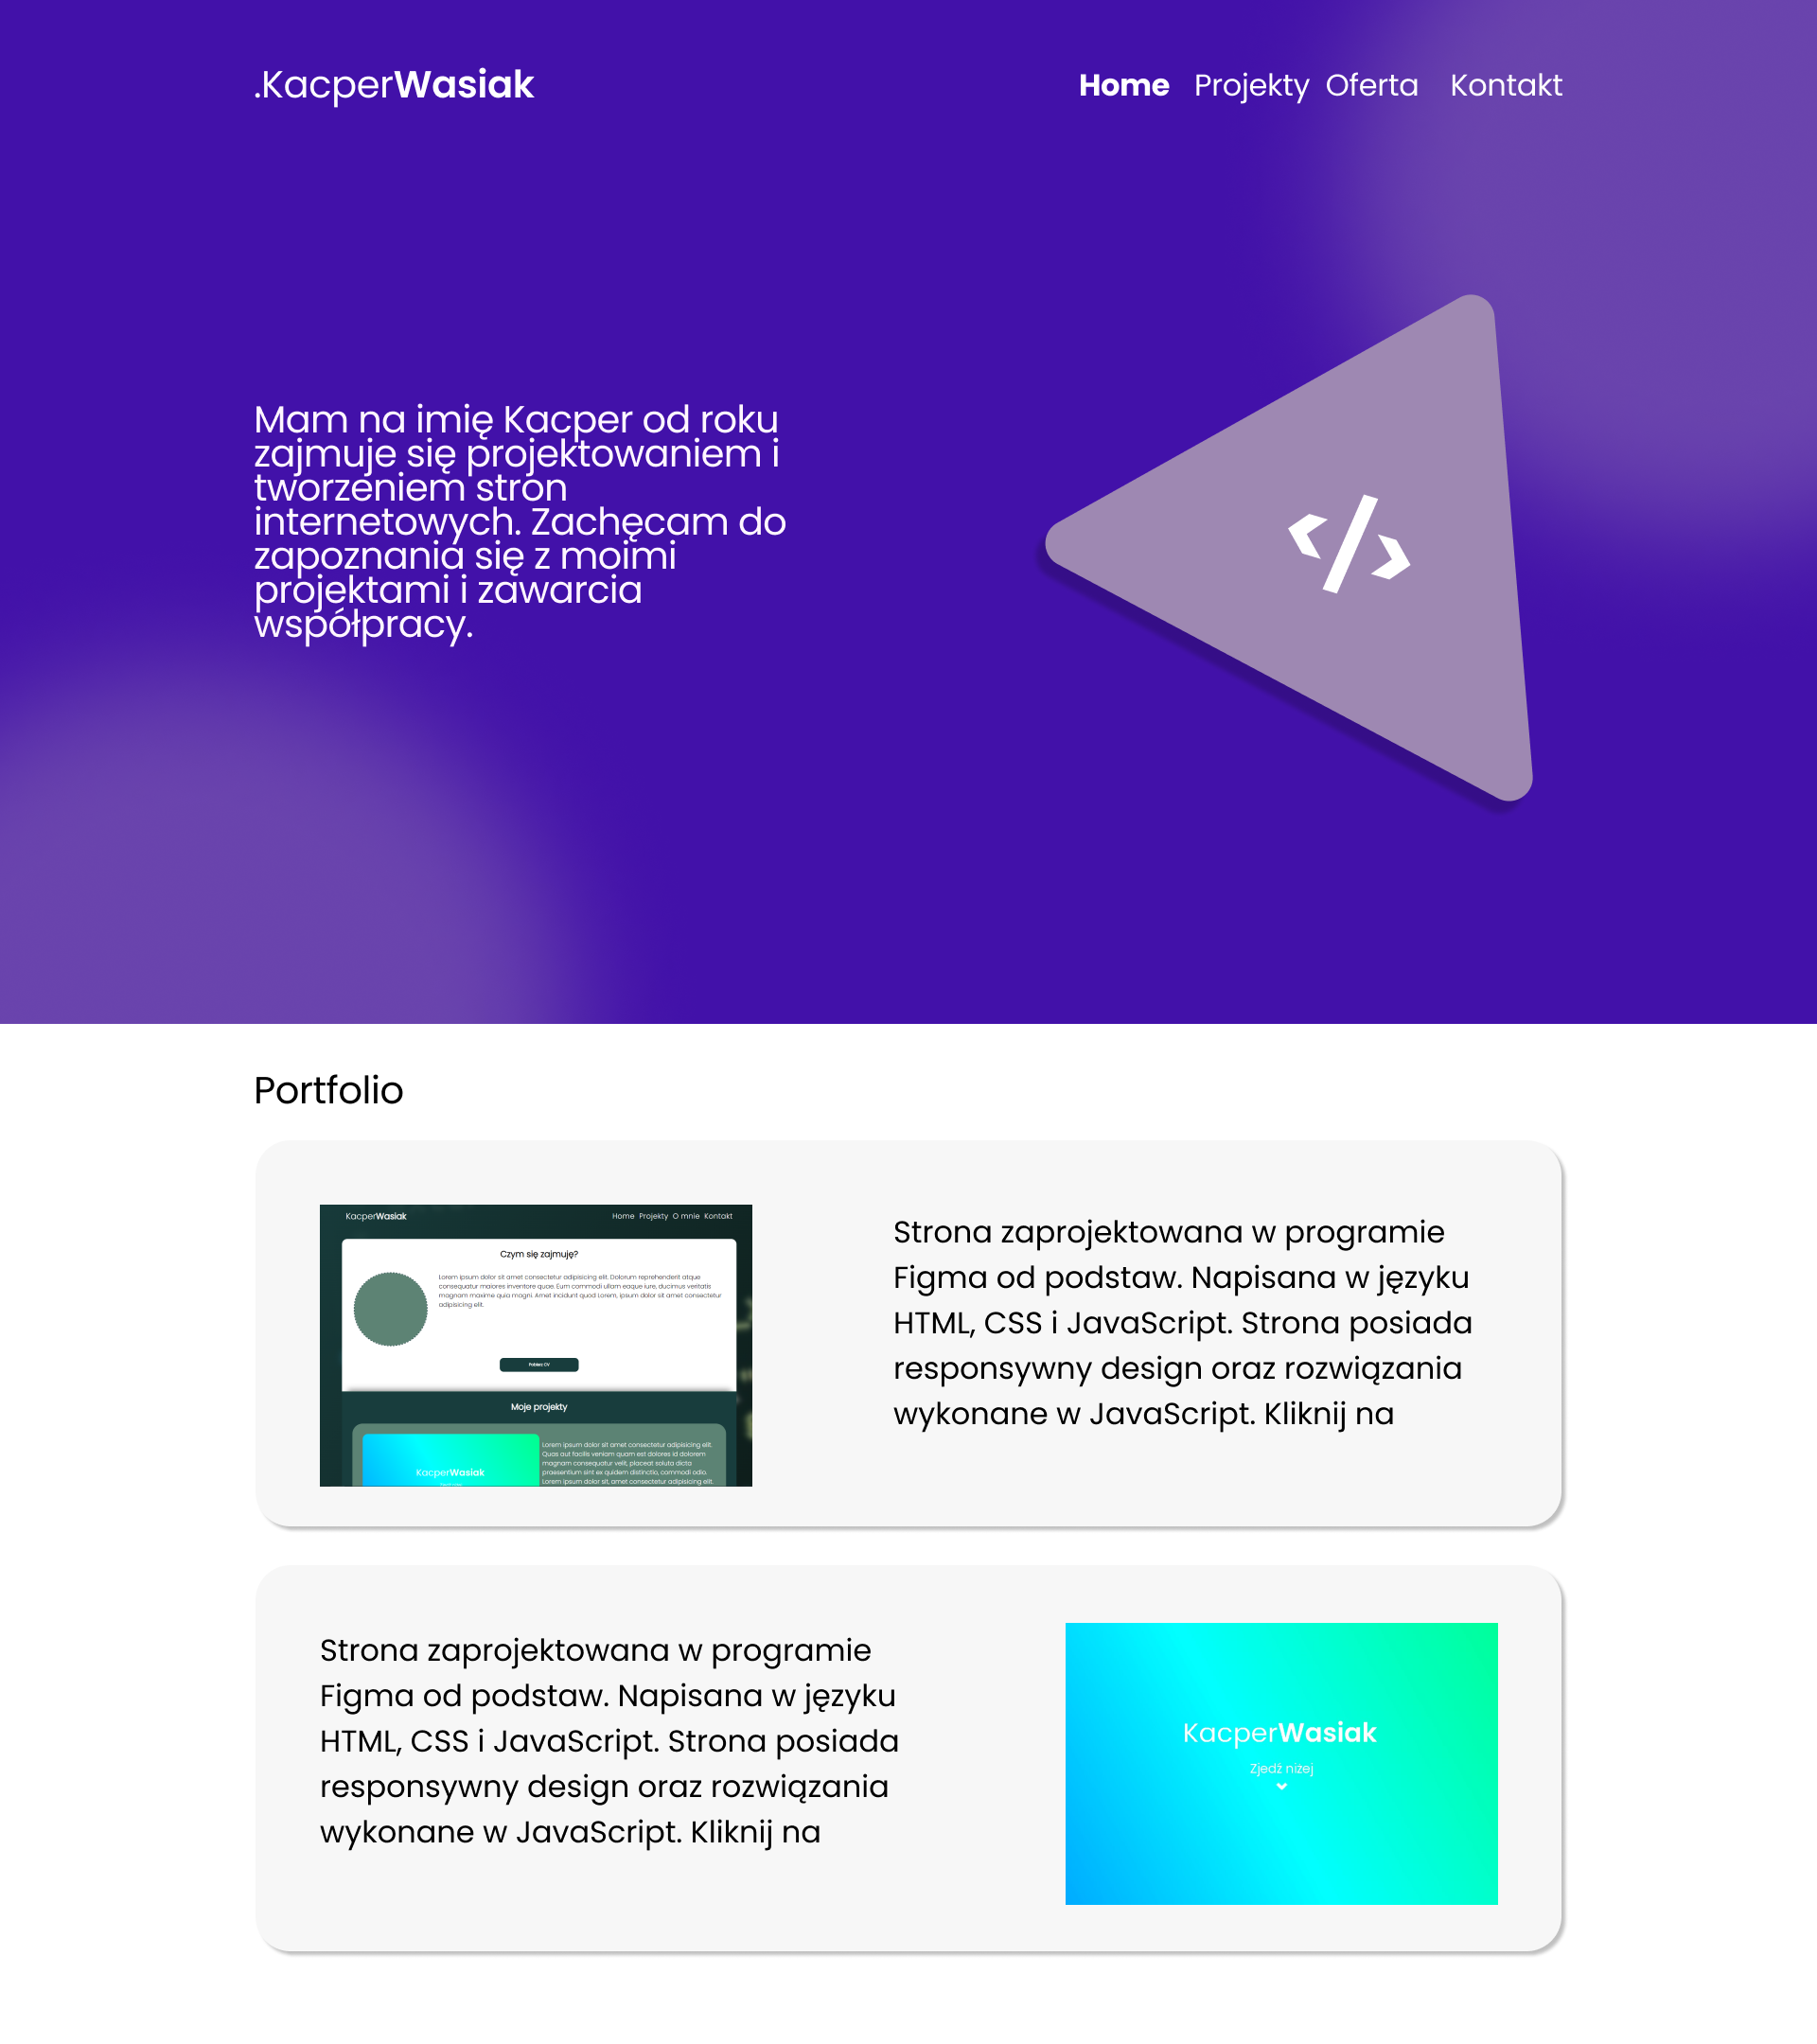 .KacperWasiak
Home Projekty Oferta Kontakt
Mam na imię Kacper od roku
zajmuje się projektowaniem i
tworzeniem stron
internetowych. Zachęcam do
zapoznania się z moimi
projektami i zawarcia
współpracy.
</>
Portfolio
KacperWasiak
Home Projekty O mnie Kontakt
Czym się zajmuję?
Lorem ipsum dolor sit amet consectetur adipisicing elit. Dolorum reprehenderit atque
consequatur maiores inventore quae. Eum commodi ullam eaque iure, ducimus veritatis
magnam maxime quia magni. Amet incidunt quod Lorem, ipsum dolor sit amet consectetur
adipisicing elit.
Pobierz CV
Moje projekty
Lorem ipsum dolor sit amet consectetur adipisicing elit.
Quas aut facilis veniam quam est dolores id dolorem
magnam consequatur velit, placeat soluta dicta
praesentium sint ex quidem distinctio, commodi odio.
Lorem ipsum dolor sit, amet consectetur adipisicing elit.
KacperWasiak
Strona zaprojektowana w programie
Figma od podstaw. Napisana w języku
HTML, CSS i JavaScript. Strona posiada
responsywny design oraz rozwiązania
wykonane w JavaScript. Kliknij na
Strona zaprojektowana w programie
Figma od podstaw. Napisana w języku
HTML, CSS i JavaScript. Strona posiada
responsywny design oraz rozwiązania
wykonane w JavaScript. Kliknij na
KacperWasiak
Zjedź niżej